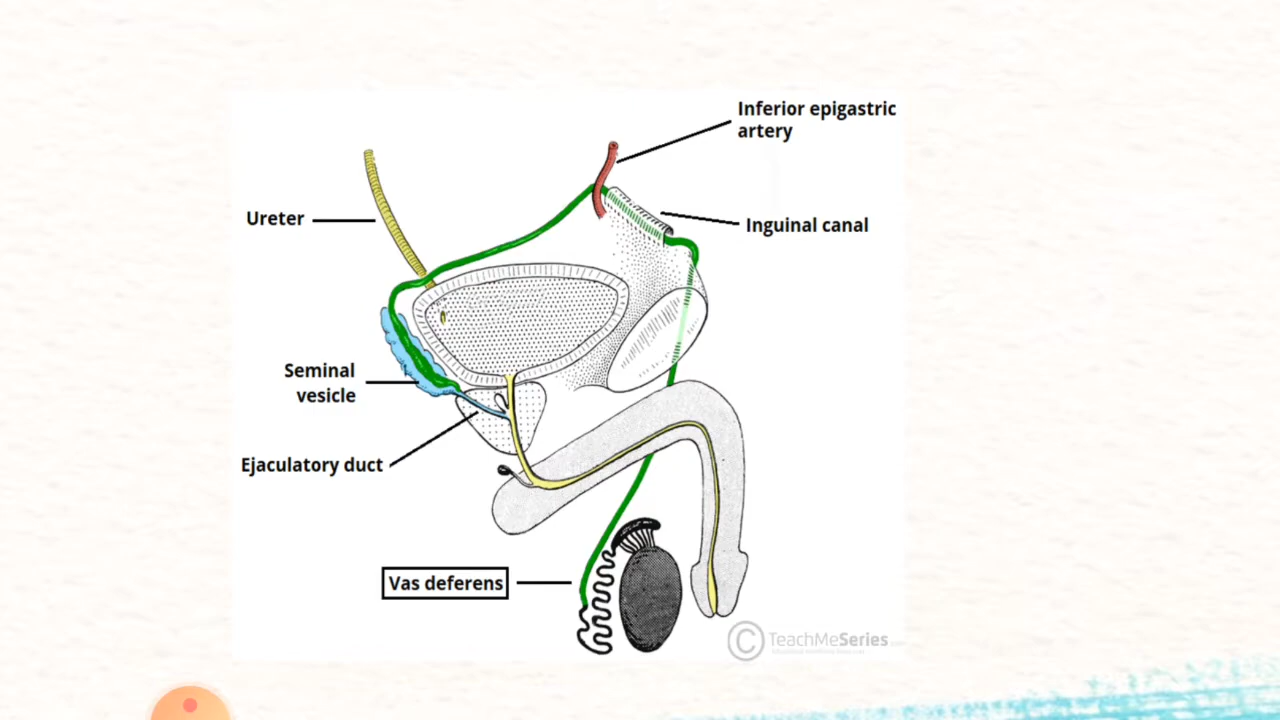 Inferior epigastric
artery
Ureter
Inguinal canal
Seminal
vesicle
Ejaculatory duct
Vas deferens
© TeachMeSeries